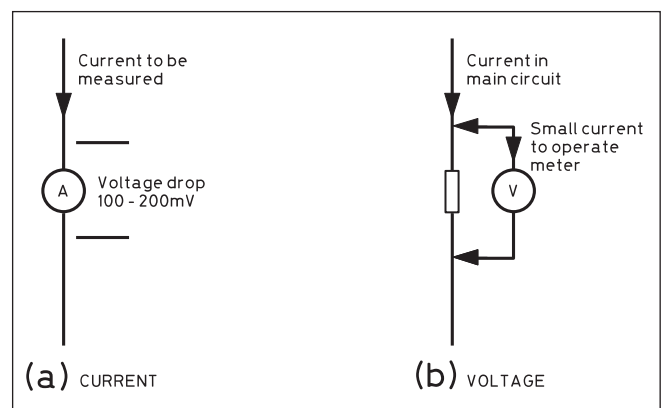 Current to be
measured
A
Voltage drop
100 - 200mV
(a) CURRENT
Current in
main circuit
Small current
to operate
meter
V
(b) VOLTAGE